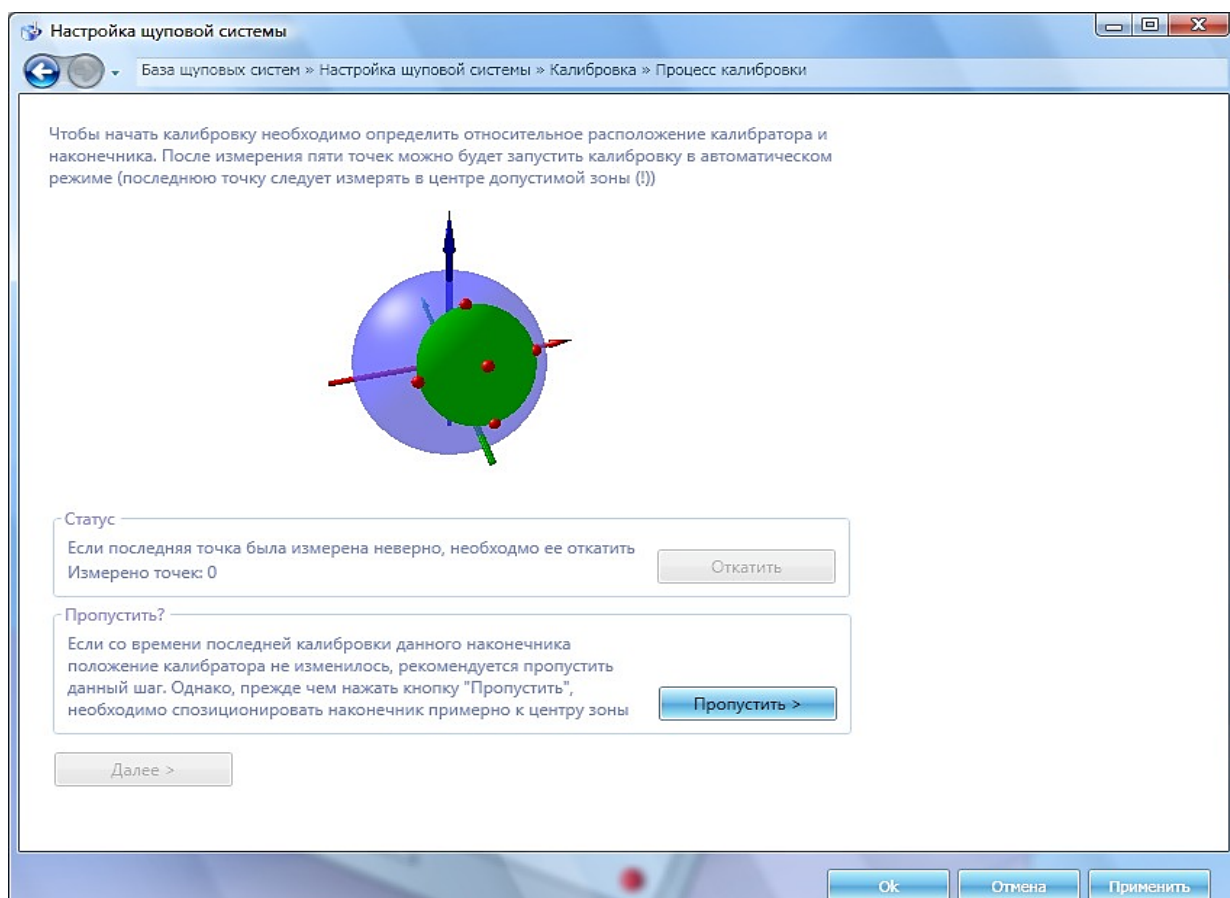 Настройка щуповой системы
База щуповых систем » Настройка щуповой системы » Калибровка » Процесс калибровки
Чтобы начать калибровку необходимо определить относительное расположение калибратора и
наконечника. После измерения пяти точек можно будет запустить калибровку в автоматическом
режиме (последнюю точку следует измерять в центре допустимой зоны (!))
Статус
Если последняя точка была измерена неверно, необходмо ее откатить
Измерено точек: 0
Откатить
Пропустить?
Если со времени последней калибровки данного наконечника
положение калибратора не изменилось, рекомендуется пропустить
данный шаг. Однако, прежде чем нажать кнопку "Пропустить",
необходимо спозиционировать наконечник примерно к центру зоны
Пропустить >
Далее >
Ok
Отмена
Применить